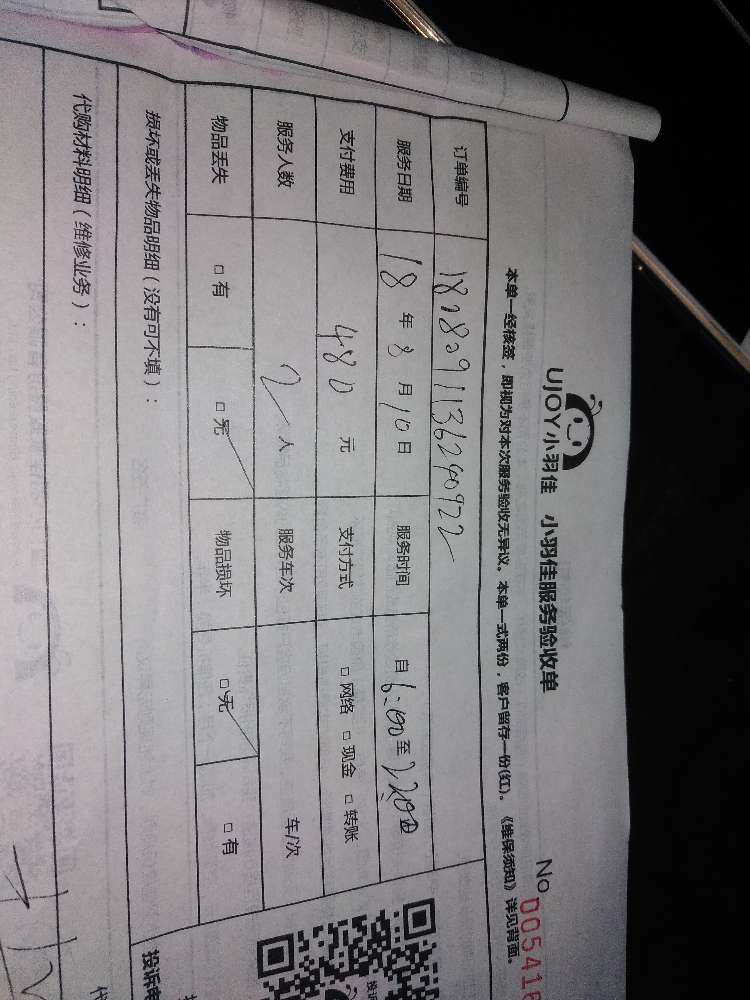 UJOY小羽佳 小羽佳服务验收单
No 005416
本单一经核签，即视为对本次服务验收无异议。本单一式两份，客户留存一份(红)。《维保须知》详见背面。
订单编号
服务日期 18 年 8 月 10 日 服务时间 自 6:00 至 22:00
支付费用 480 元 支付方式 □ 网络 □ 现金 □ 转账
服务人数 2 人 服务车次 车/次
物品丢失 □ 有 □ 无 物品损坏 □ 无 □ 有
损坏或丢失物品明细（没有可不填）：
代购材料明细（维修业务）：